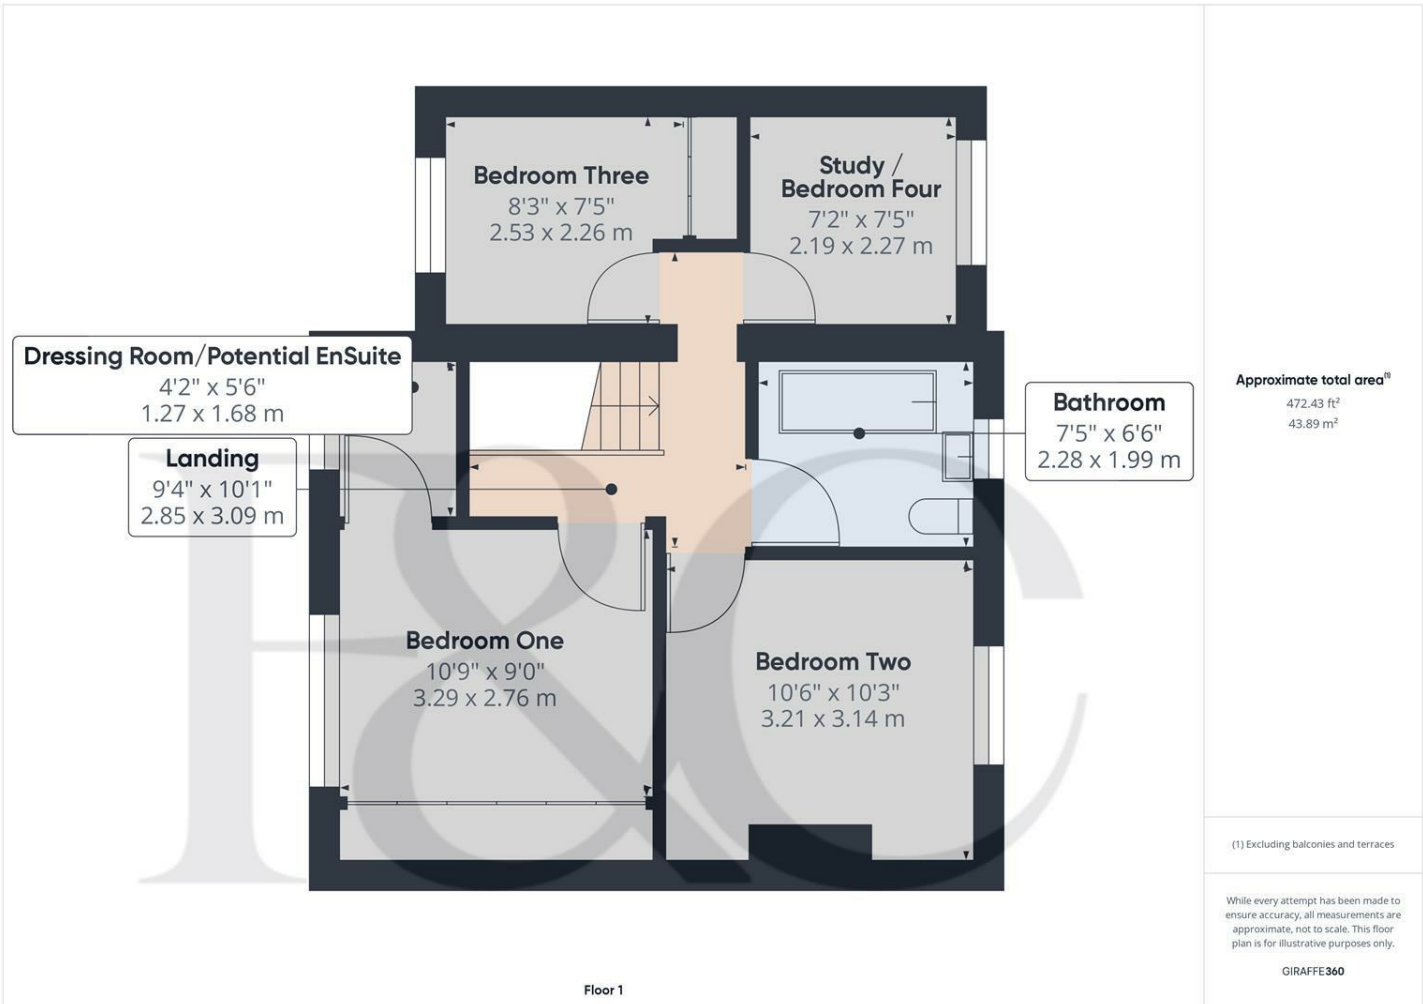 Bedroom Three
8'3" x 7'5"
2.53 x 2.26 m
Study /
Bedroom Four
7'2" x 7'5"
2.19 x 2.27 m
Dressing Room/Potential EnSuite
4'2" x 5'6"
1.27 x 1.68 m
Landing
9'4" x 10'1"
2.85 x 3.09 m
Bathroom
7'5" x 6'6"
2.28 x 1.99 m
Bedroom One
10'9" x 9'0"
3.29 x 2.76 m
Bedroom Two
10'6" x 10'3"
3.21 x 3.14 m
F&C
Floor 1
Approximate total area(1)
472.43 ft²
43.89 m²
(1) Excluding balconies and terraces
While every attempt has been made to
ensure accuracy, all measurements are
approximate, not to scale. This floor
plan is for illustrative purposes only.
GIRAFFE360